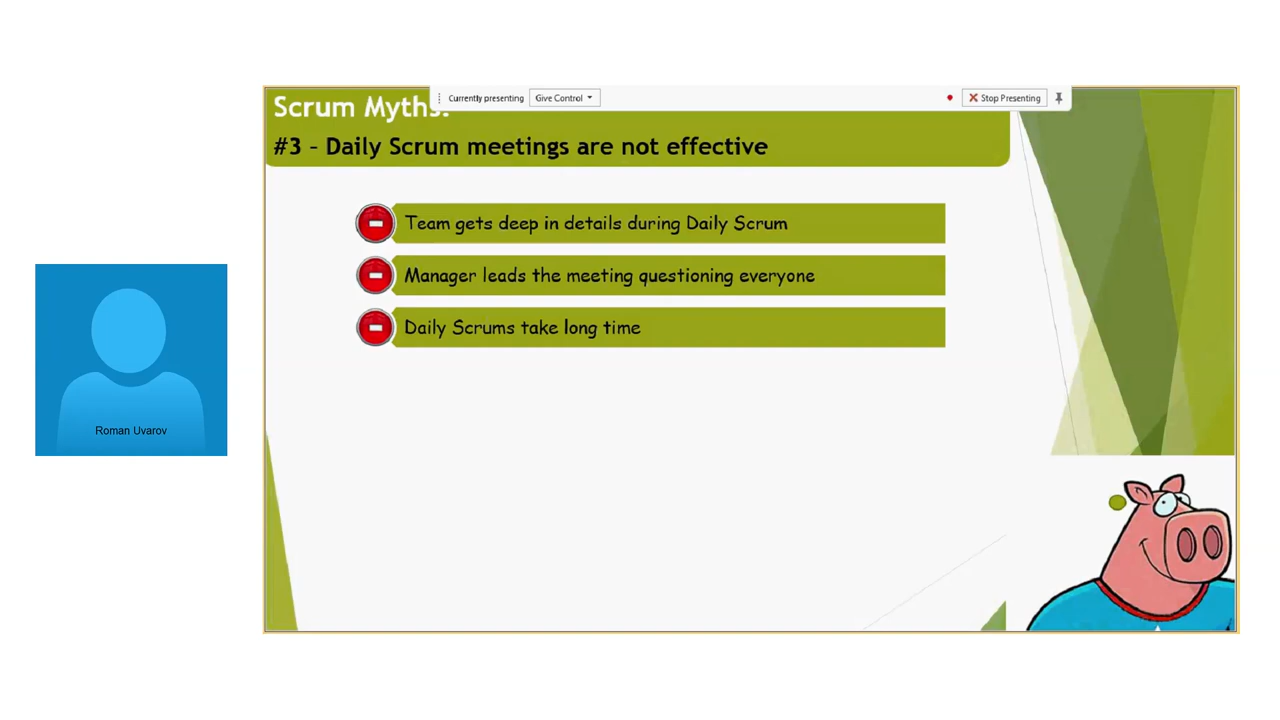 Currently presenting Give Control Stop Presenting
Scrum Myths:
#3 - Daily Scrum meetings are not effective
Team gets deep in details during Daily Scrum
Manager leads the meeting questioning everyone
Daily Scrums take long time
Roman Uvarov